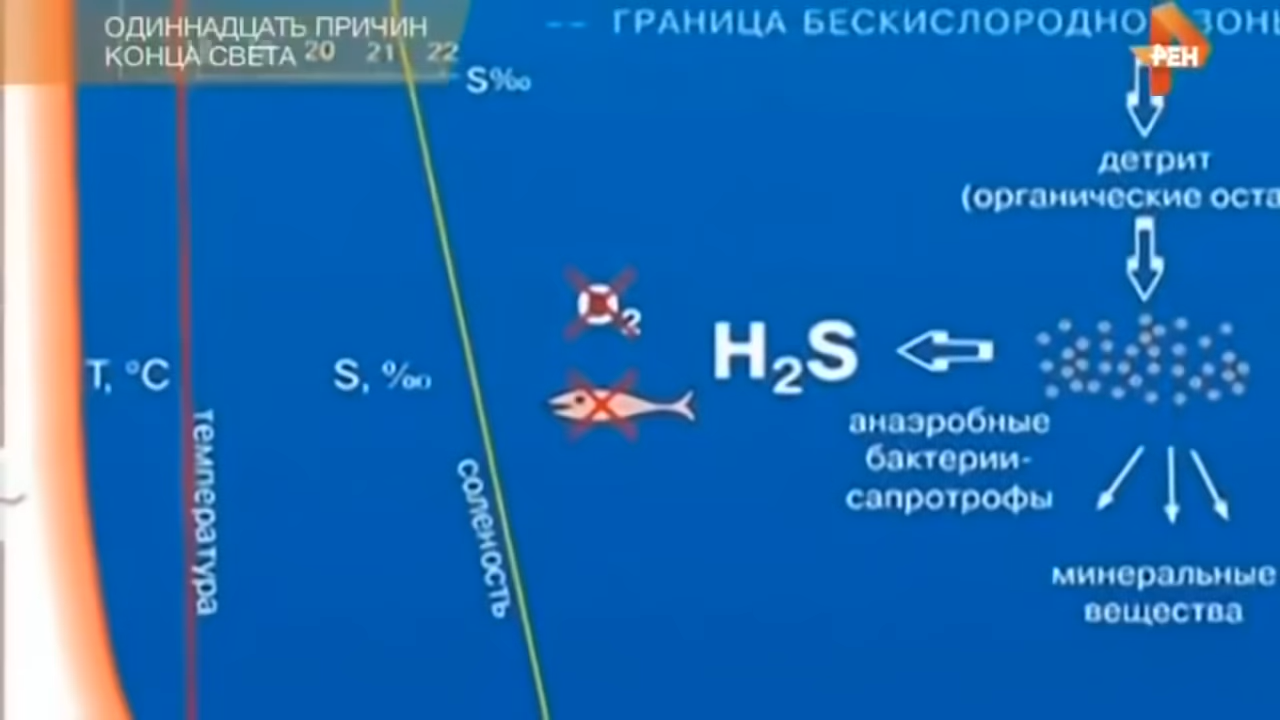 ОДИННАДЦАТЬ ПРИЧИН
КОНЦА СВЕТА
20 21 22
S‰
-- ГРАНИЦА БЕСКИСЛОРОДНО
РЕН
детрит
(органические оста
2
H₂S
T, °C
S, ‰
температура
соленость
анаэробные
бактерии-
сапротрофы
минеральные
вещества